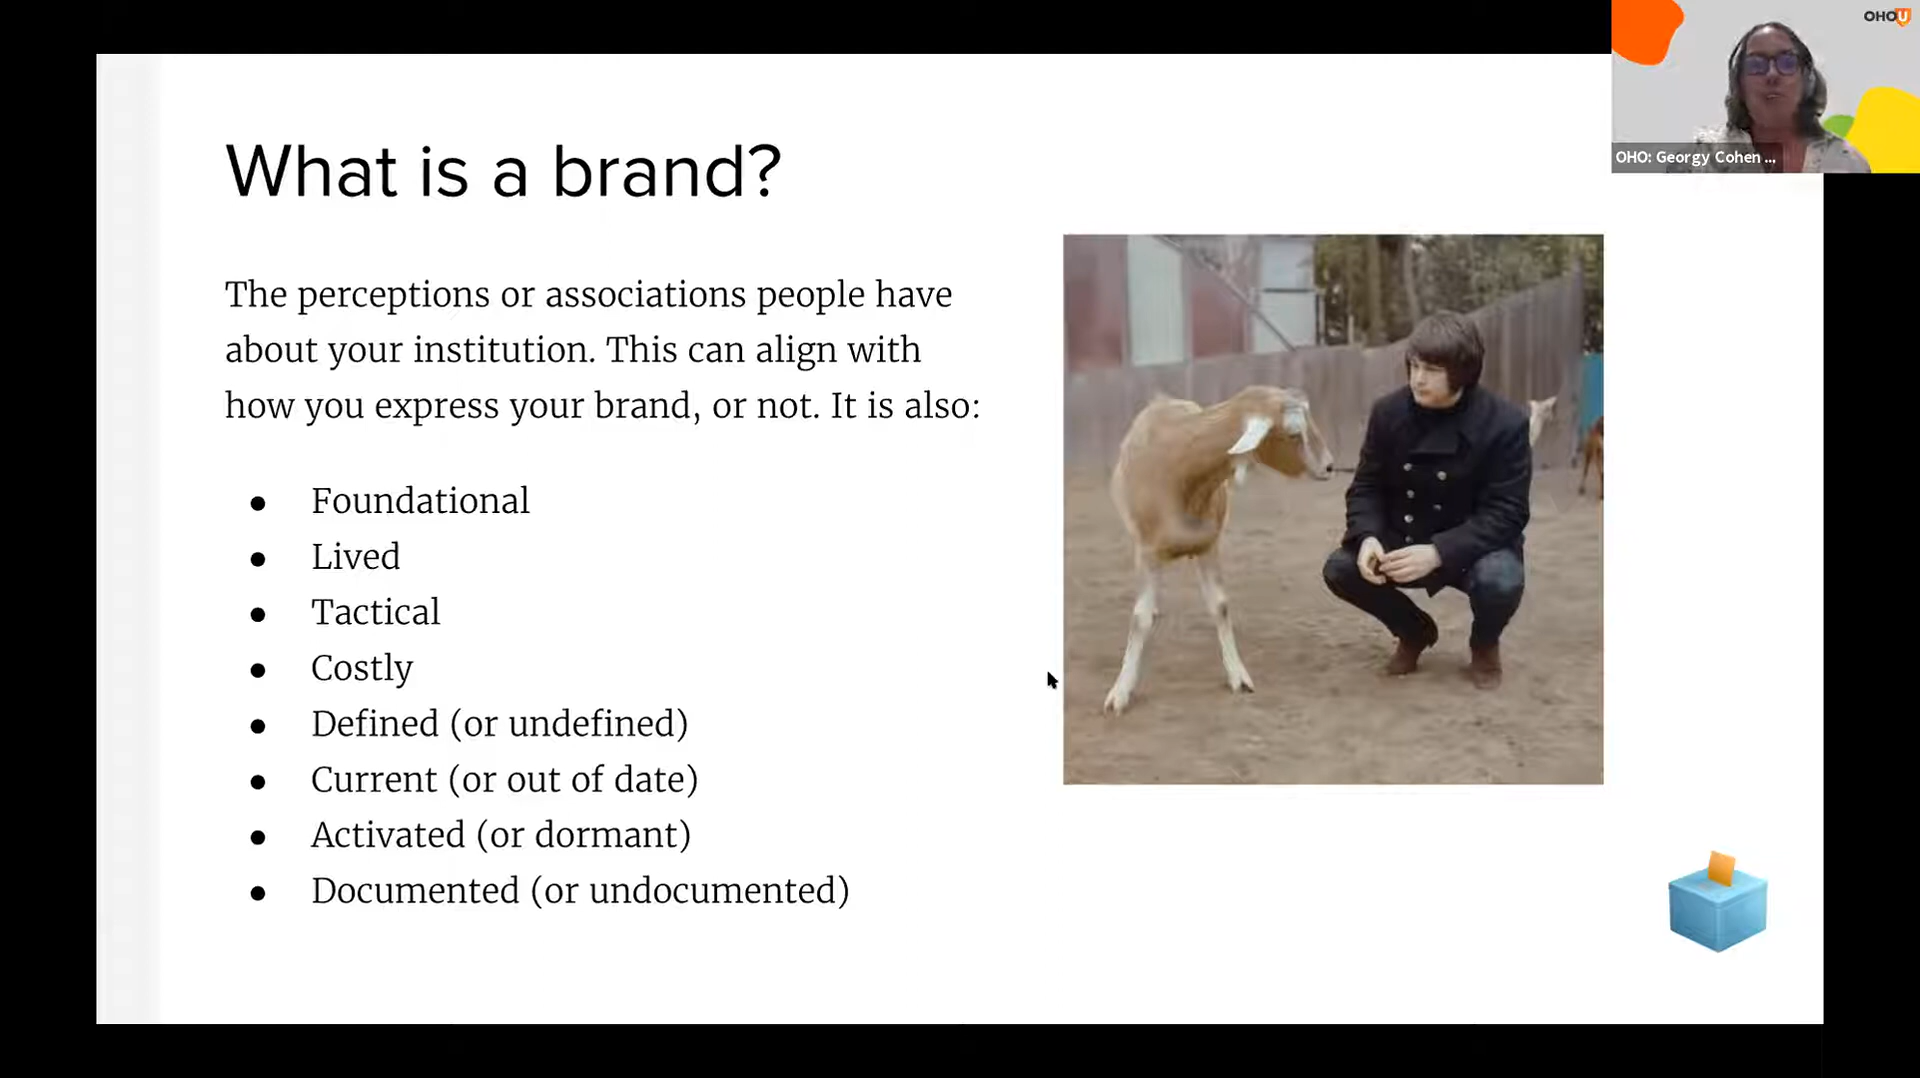 OHO U
OHO: Georgy Cohen ...
What is a brand?
The perceptions or associations people have
about your institution. This can align with
how you express your brand, or not. It is also:
● Foundational
● Lived
● Tactical
● Costly
● Defined (or undefined)
● Current (or out of date)
● Activated (or dormant)
● Documented (or undocumented)